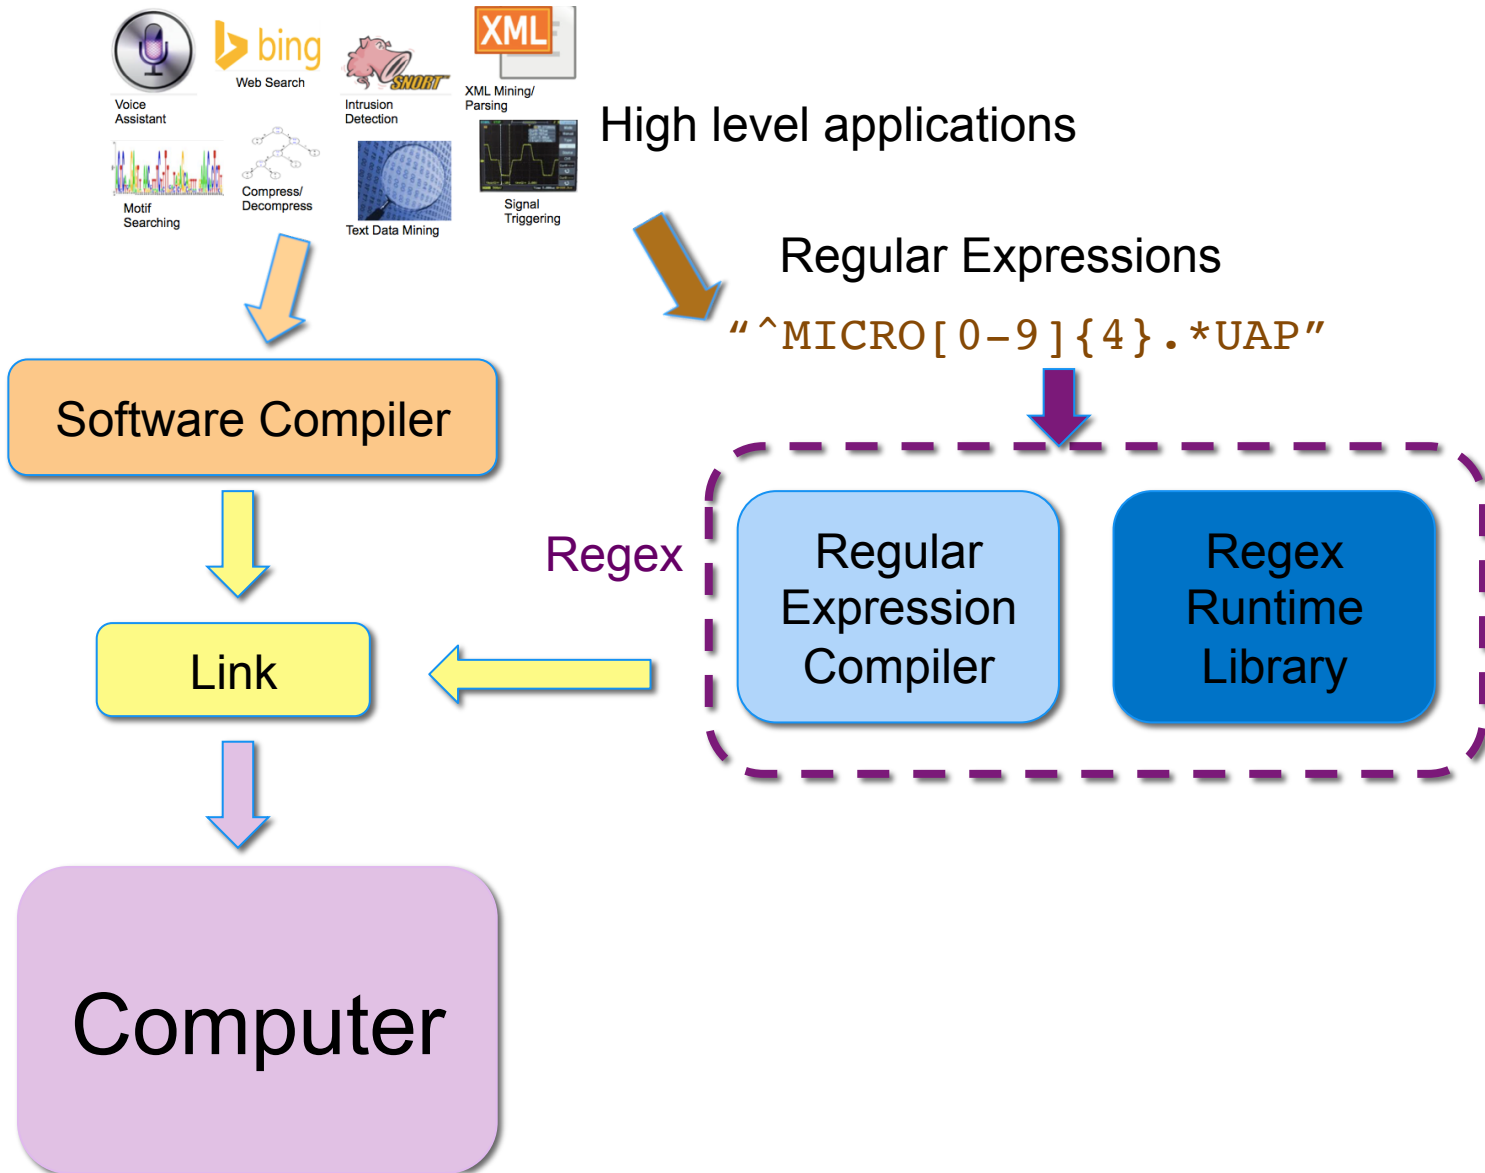 bing
Web Search
SNORT
XML
Voice
Assistant
Intrusion
Detection
XML Mining/
Parsing
High level applications
Motif
Searching
Compress/
Decompress
Text Data Mining
Signal
Triggering
Regular Expressions
“^MICRO[0-9]{4}.*UAP”
Software Compiler
Regex
Regular
Expression
Compiler
Regex
Runtime
Library
Link
Computer